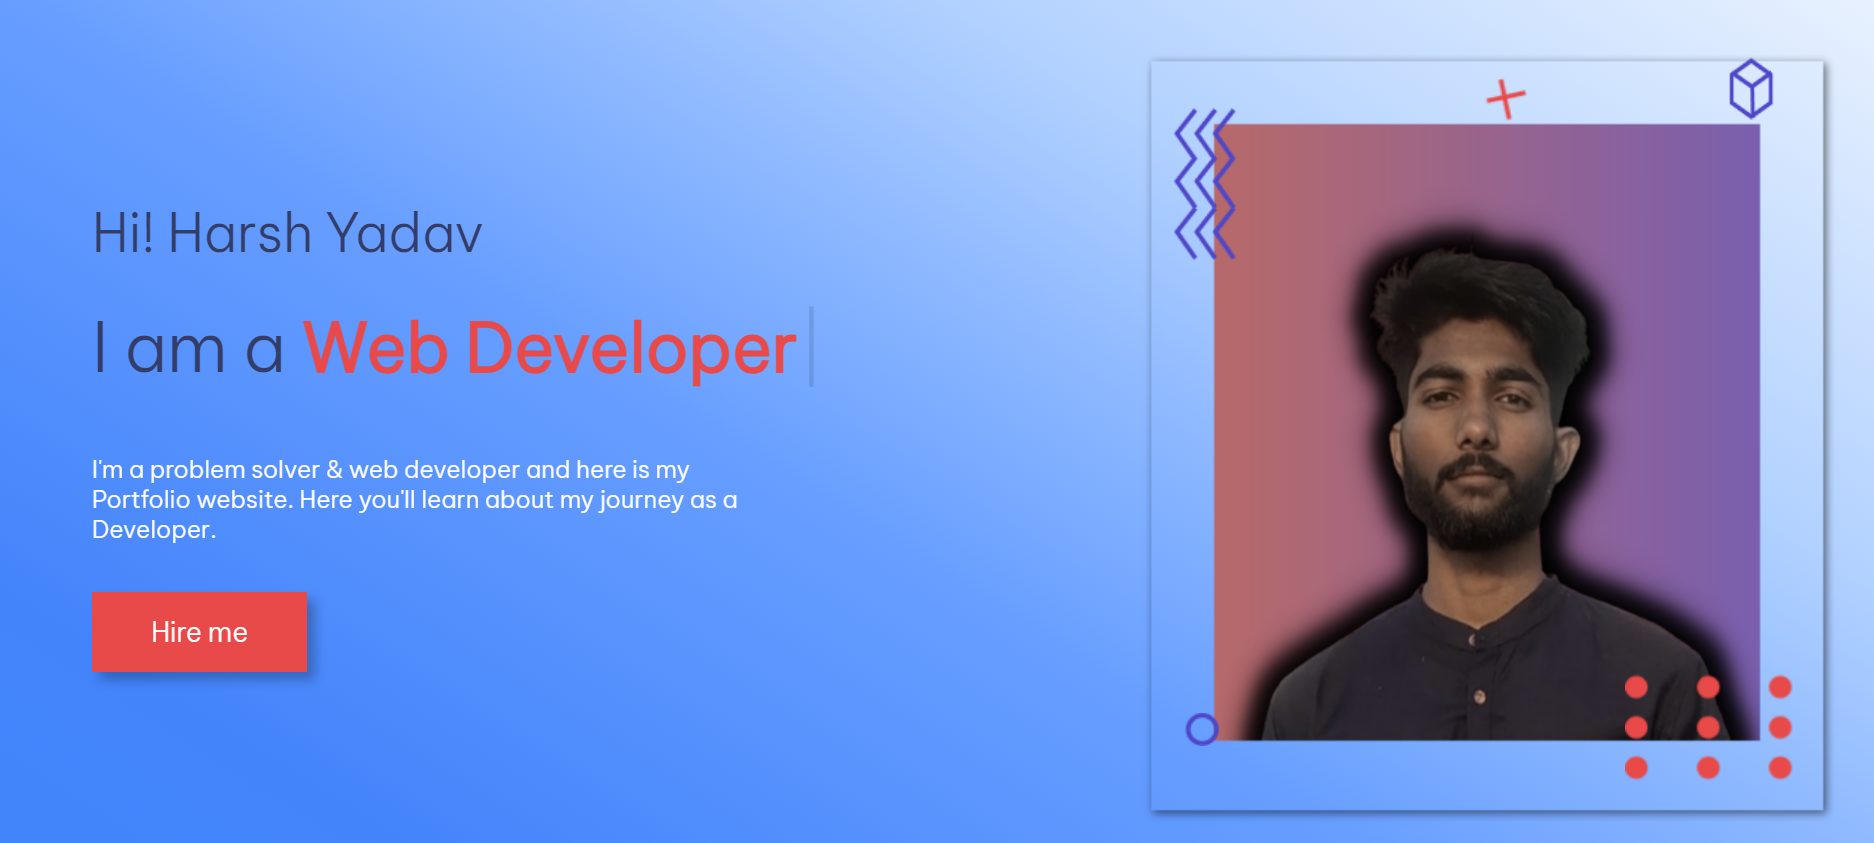 Hi! Harsh Yadav
I am a Web Developer
I'm a problem solver & web developer and here is my
Portfolio website. Here you'll learn about my journey as a
Developer.
Hire me